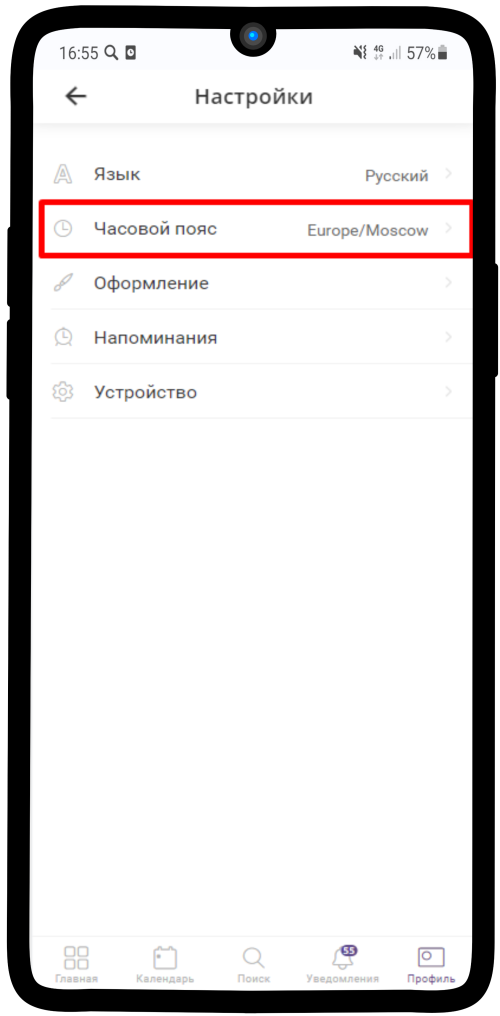 16:55 4G 57%
Настройки
Язык Русский
Часовой пояс Europe/Moscow
Оформление
Напоминания
Устройство
55
Главная Календарь Поиск Уведомления Профиль